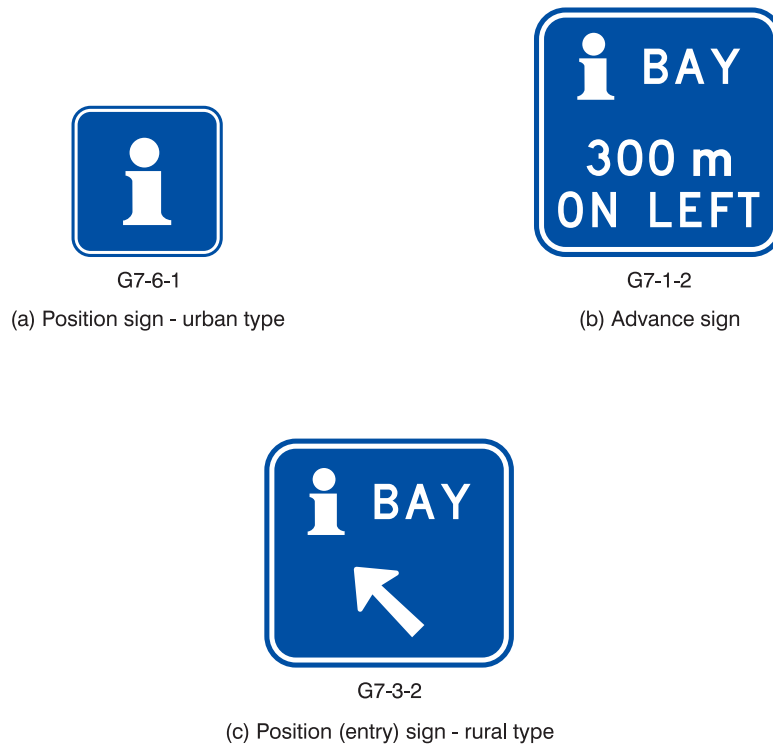 i
G7-6-1
(a) Position sign - urban type
i BAY
300 m
ON LEFT
G7-1-2
(b) Advance sign
i BAY
G7-3-2
(c) Position (entry) sign - rural type